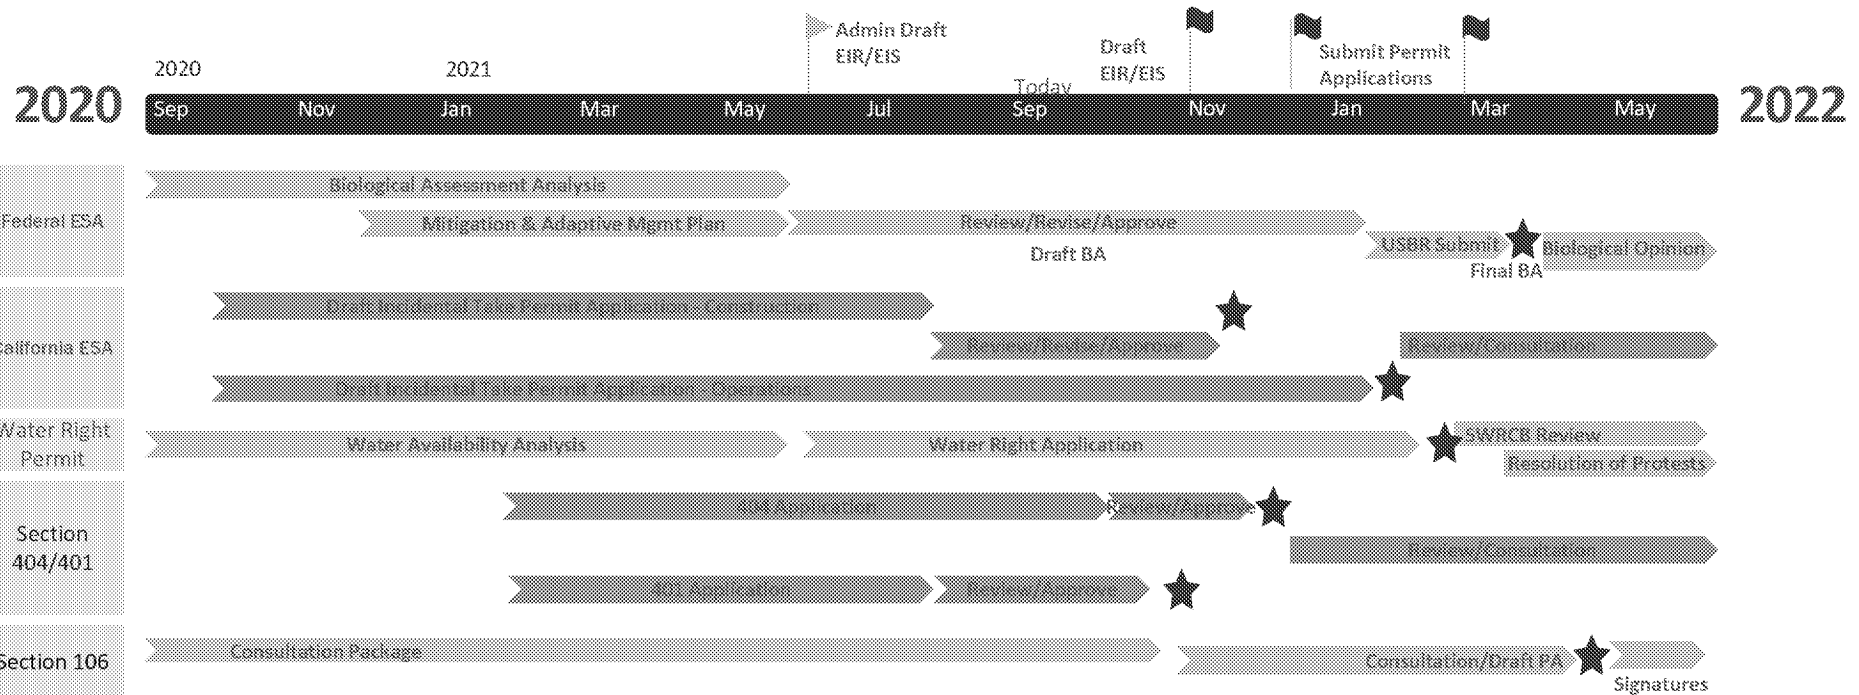 Admin Draft
EIR/EIS
Draft
EIR/EIS
Submit Permit
Applications
2020
2021
Today
2020
Sep Nov Jan Mar May Jul Sep Nov Jan Mar May
2022
Federal ESA
Biological Assessment Analysis
Mitigation & Adaptive Mgmt Plan
Review/Revise/Approve
Draft BA
USBR Submit
Final BA
Biological Opinion
California ESA
Draft Incidental Take Permit Application - Construction
Review/Revise/Approve
Review/Consultation
Draft Incidental Take Permit Application - Operations
Water Right
Permit
Water Availability Analysis
Water Right Application
SWRCB Review
Resolution of Protests
Section
404/401
404 Application
Review/Approve
Review/Consultation
401 Application
Review/Approve
Section 106
Consultation Package
Consultation/Draft PA
Signatures